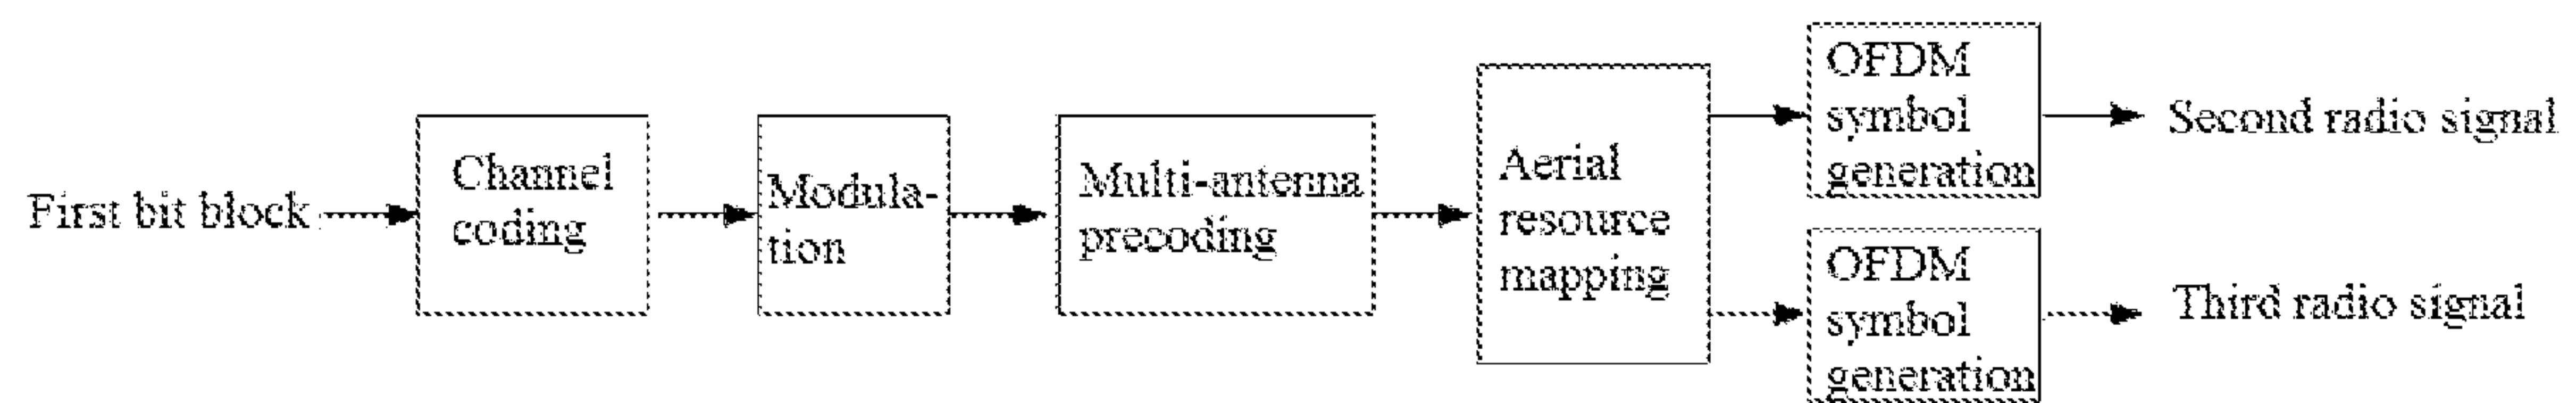 First bit block
Channel
coding
Modula-
tion
Multi-antenna
precoding
Aerial
resource
mapping
OFDM
symbol
generation
Second radio signal
OFDM
symbol
generation
Third radio signal